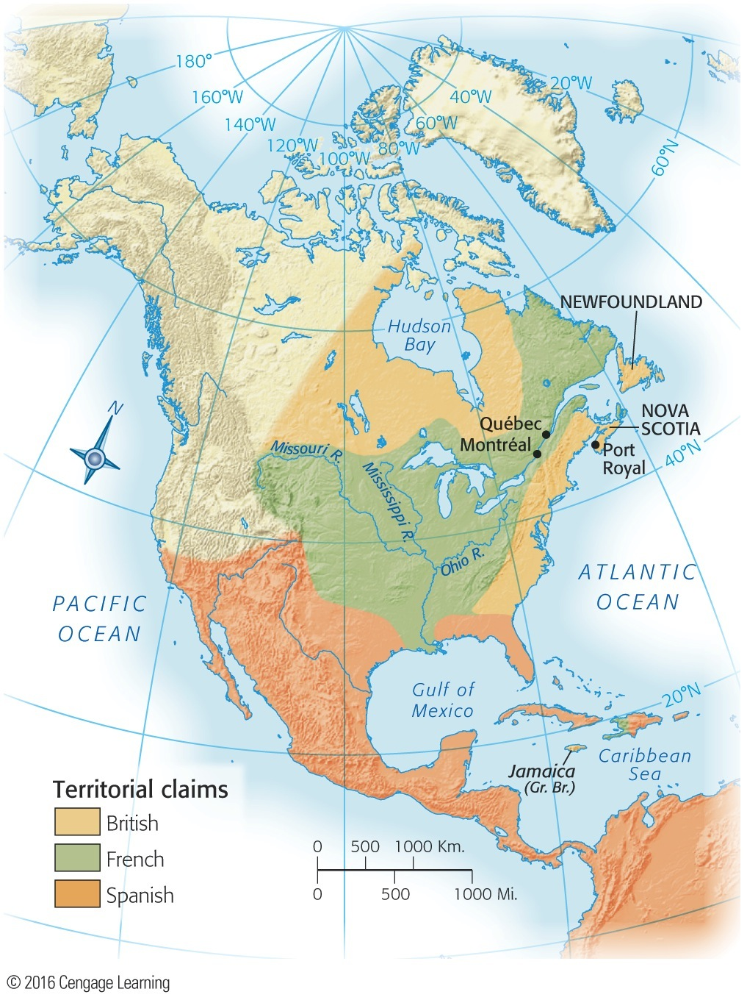 180°
160°W
140°W
120°W
100°W
80°W
60°W
40°W
20°W
60°N
NEWFOUNDLAND
Hudson
Bay
N
NOVA
SCOTIA
Québec
Montréal
Port
Royal
40°N
Missouri R.
Mississippi R.
Ohio R.
ATLANTIC
OCEAN
PACIFIC
OCEAN
Gulf of
Mexico
20°N
Caribbean
Sea
Jamaica
(Gr. Br.)
Territorial claims
British
French
Spanish
0 500 1000 Km.
0 500 1000 Mi.
© 2016 Cengage Learning